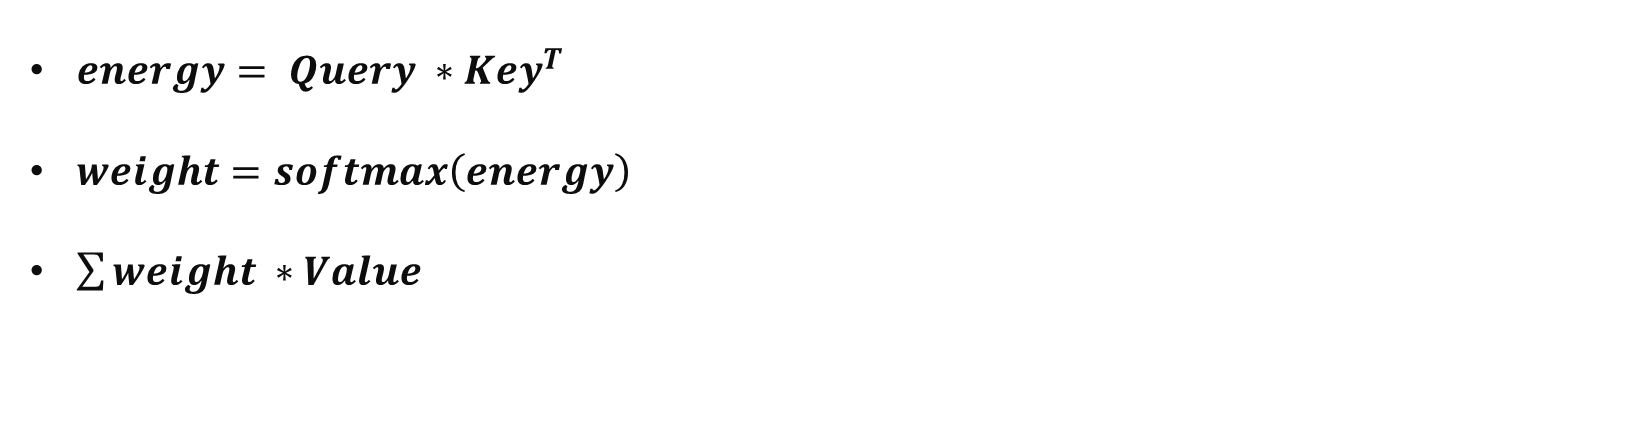 • energy = Query * Key^T
• weight = softmax(energy)
• ∑ weight * Value